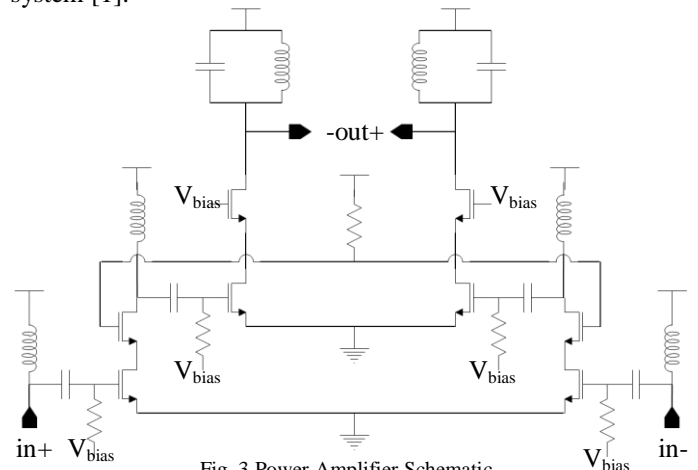 system [1].
-out+
V_bias V_bias
V_bias V_bias
in+ V_bias V_bias in-
Fig. 3 Power Amplifier Schematic